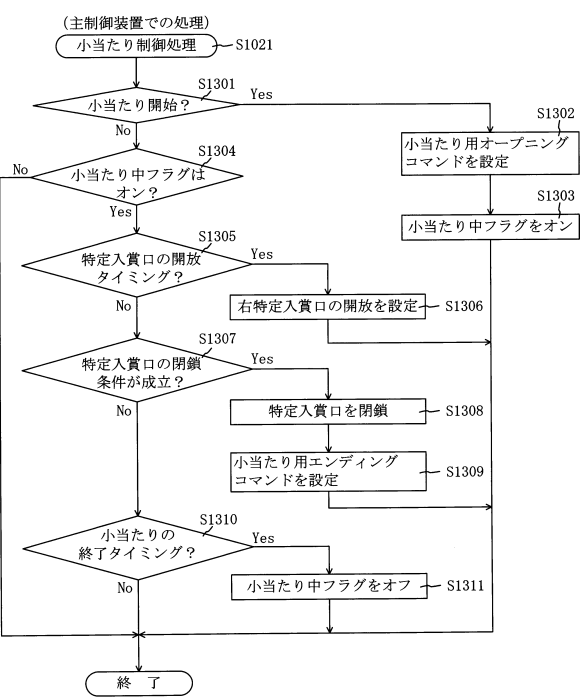 (主制御装置での処理)
小当たり制御処理
S1021
S1301
小当たり開始？
Yes
No
S1302
小当たり用オープニング
コマンドを設定
S1303
小当たり中フラグをオン
S1304
No
小当たり中フラグは
オン？
Yes
S1305
特定入賞口の開放
タイミング？
Yes
No
右特定入賞口の開放を設定
S1306
S1307
特定入賞口の閉鎖
条件が成立？
Yes
No
特定入賞口を閉鎖
S1308
小当たり用エンディング
コマンドを設定
S1309
S1310
小当たりの
終了タイミング？
Yes
No
小当たり中フラグをオフ
S1311
終 了